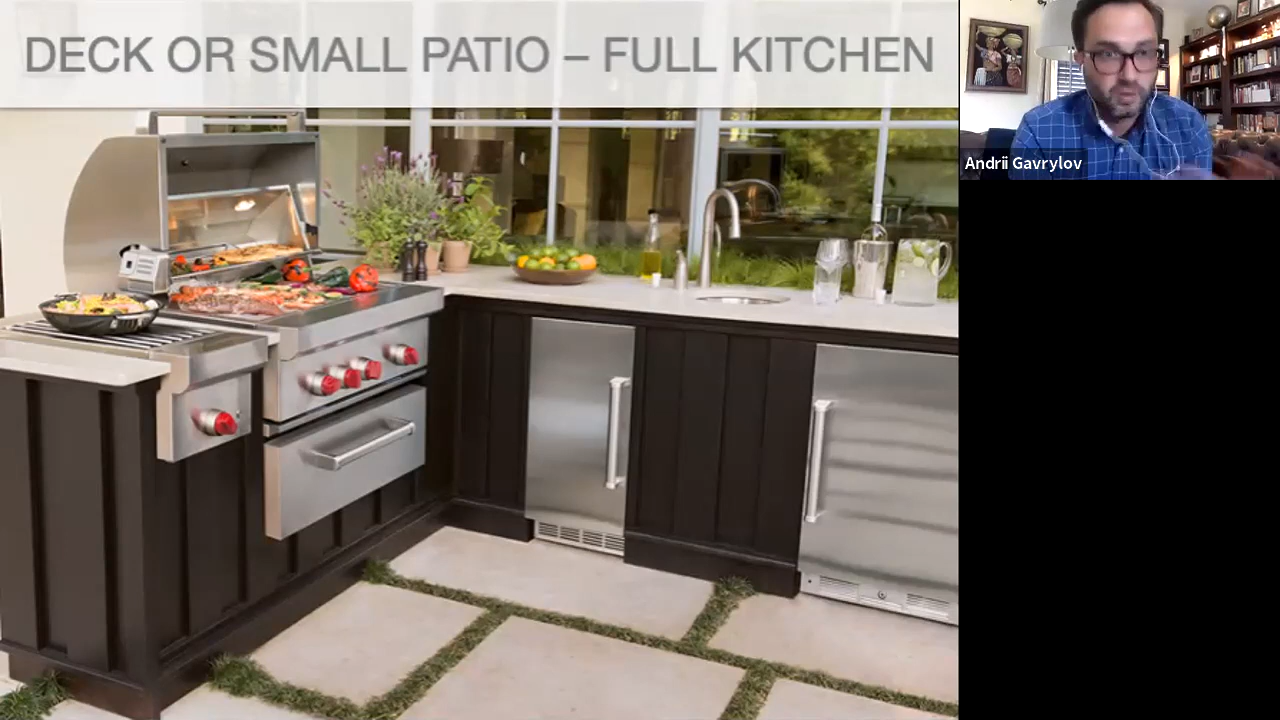 DECK OR SMALL PATIO – FULL KITCHEN
Andrii Gavrylov